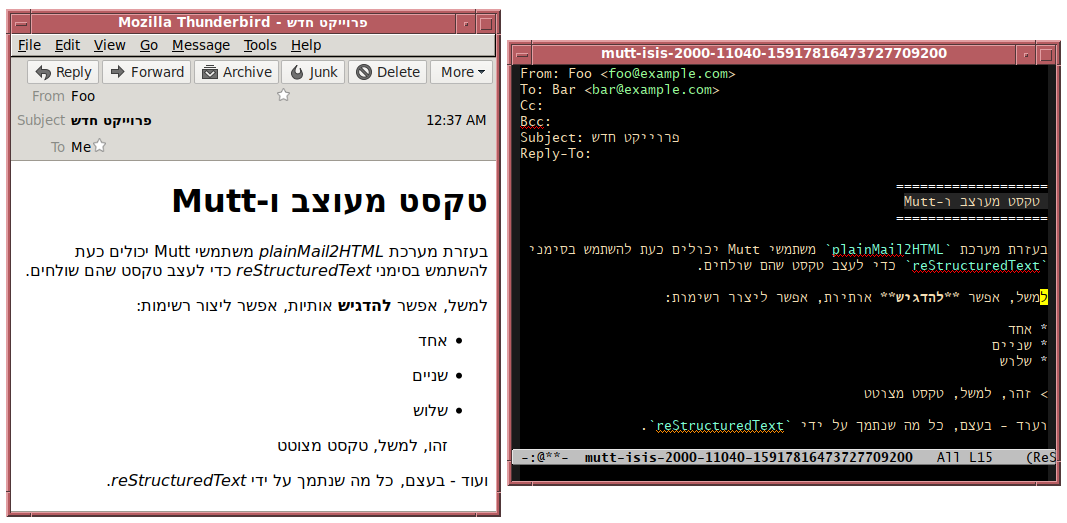 Mozilla Thunderbird - פרוייקט חדש
File Edit View Go Message Tools Help
Reply Forward Archive Junk Delete More
From Foo
Subject פרוייקט חדש 12:37 AM
To Me
טקסט מעוצב ו-Mutt
בעזרת מערכת plainMail2HTML משתמשי Mutt יכולים כעת
להשתמש בסימני reStructuredText כדי לעצב טקסט שהם שולחים.
למשל, אפשר להדגיש אותיות, אפשר ליצור רשימות:
• אחד
• שניים
• שלוש
זהו, למשל, טקסט מצוטט
ועוד - בעצם, כל מה שנתמך על ידי reStructuredText.
mutt-isis-2000-11040-15917816473727709200
From: Foo <foo@example.com>
To: Bar <bar@example.com>
Cc:
Bcc:
Subject: פרוייקט חדש
Reply-To:
===================
טקסט מעוצב ו-Mutt
===================
בעזרת מערכת `plainMail2HTML` משתמשי Mutt יכולים כעת להשתמש בסימני
`reStructuredText` כדי לעצב טקסט שהם שולחים.
למשל, אפשר **להדגיש** אותיות, אפשר ליצור רשימות:
* אחד
* שניים
* שלוש
> זהו, למשל, טקסט מצוטט
ועוד - בעצם, כל מה שנתמך על ידי `reStructuredText`.
-:@**- mutt-isis-2000-11040-15917816473727709200 All L15 (ReS